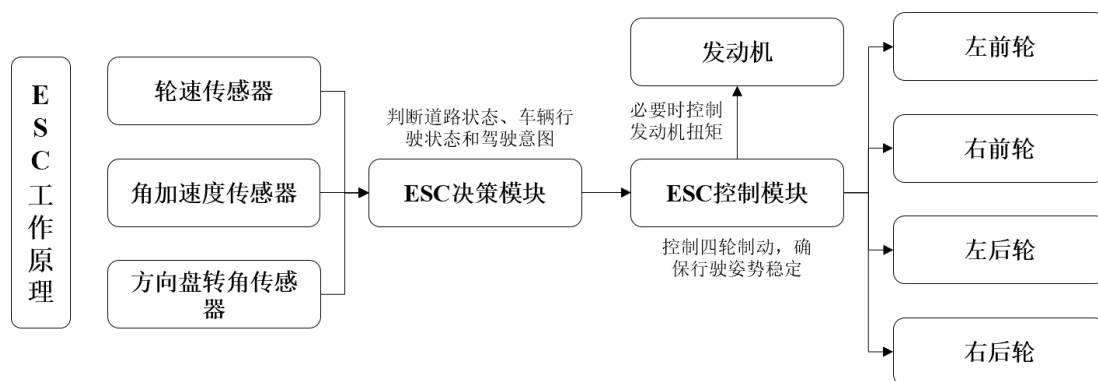 ESC工作原理
轮速传感器
角加速度传感器
方向盘转角传感
器
判断道路状态、车辆行
驶状态和驾驶意图
ESC决策模块
发动机
必要时控制
发动机扭矩
ESC控制模块
控制四轮制动，确
保行驶姿势稳定
左前轮
右前轮
左后轮
右后轮